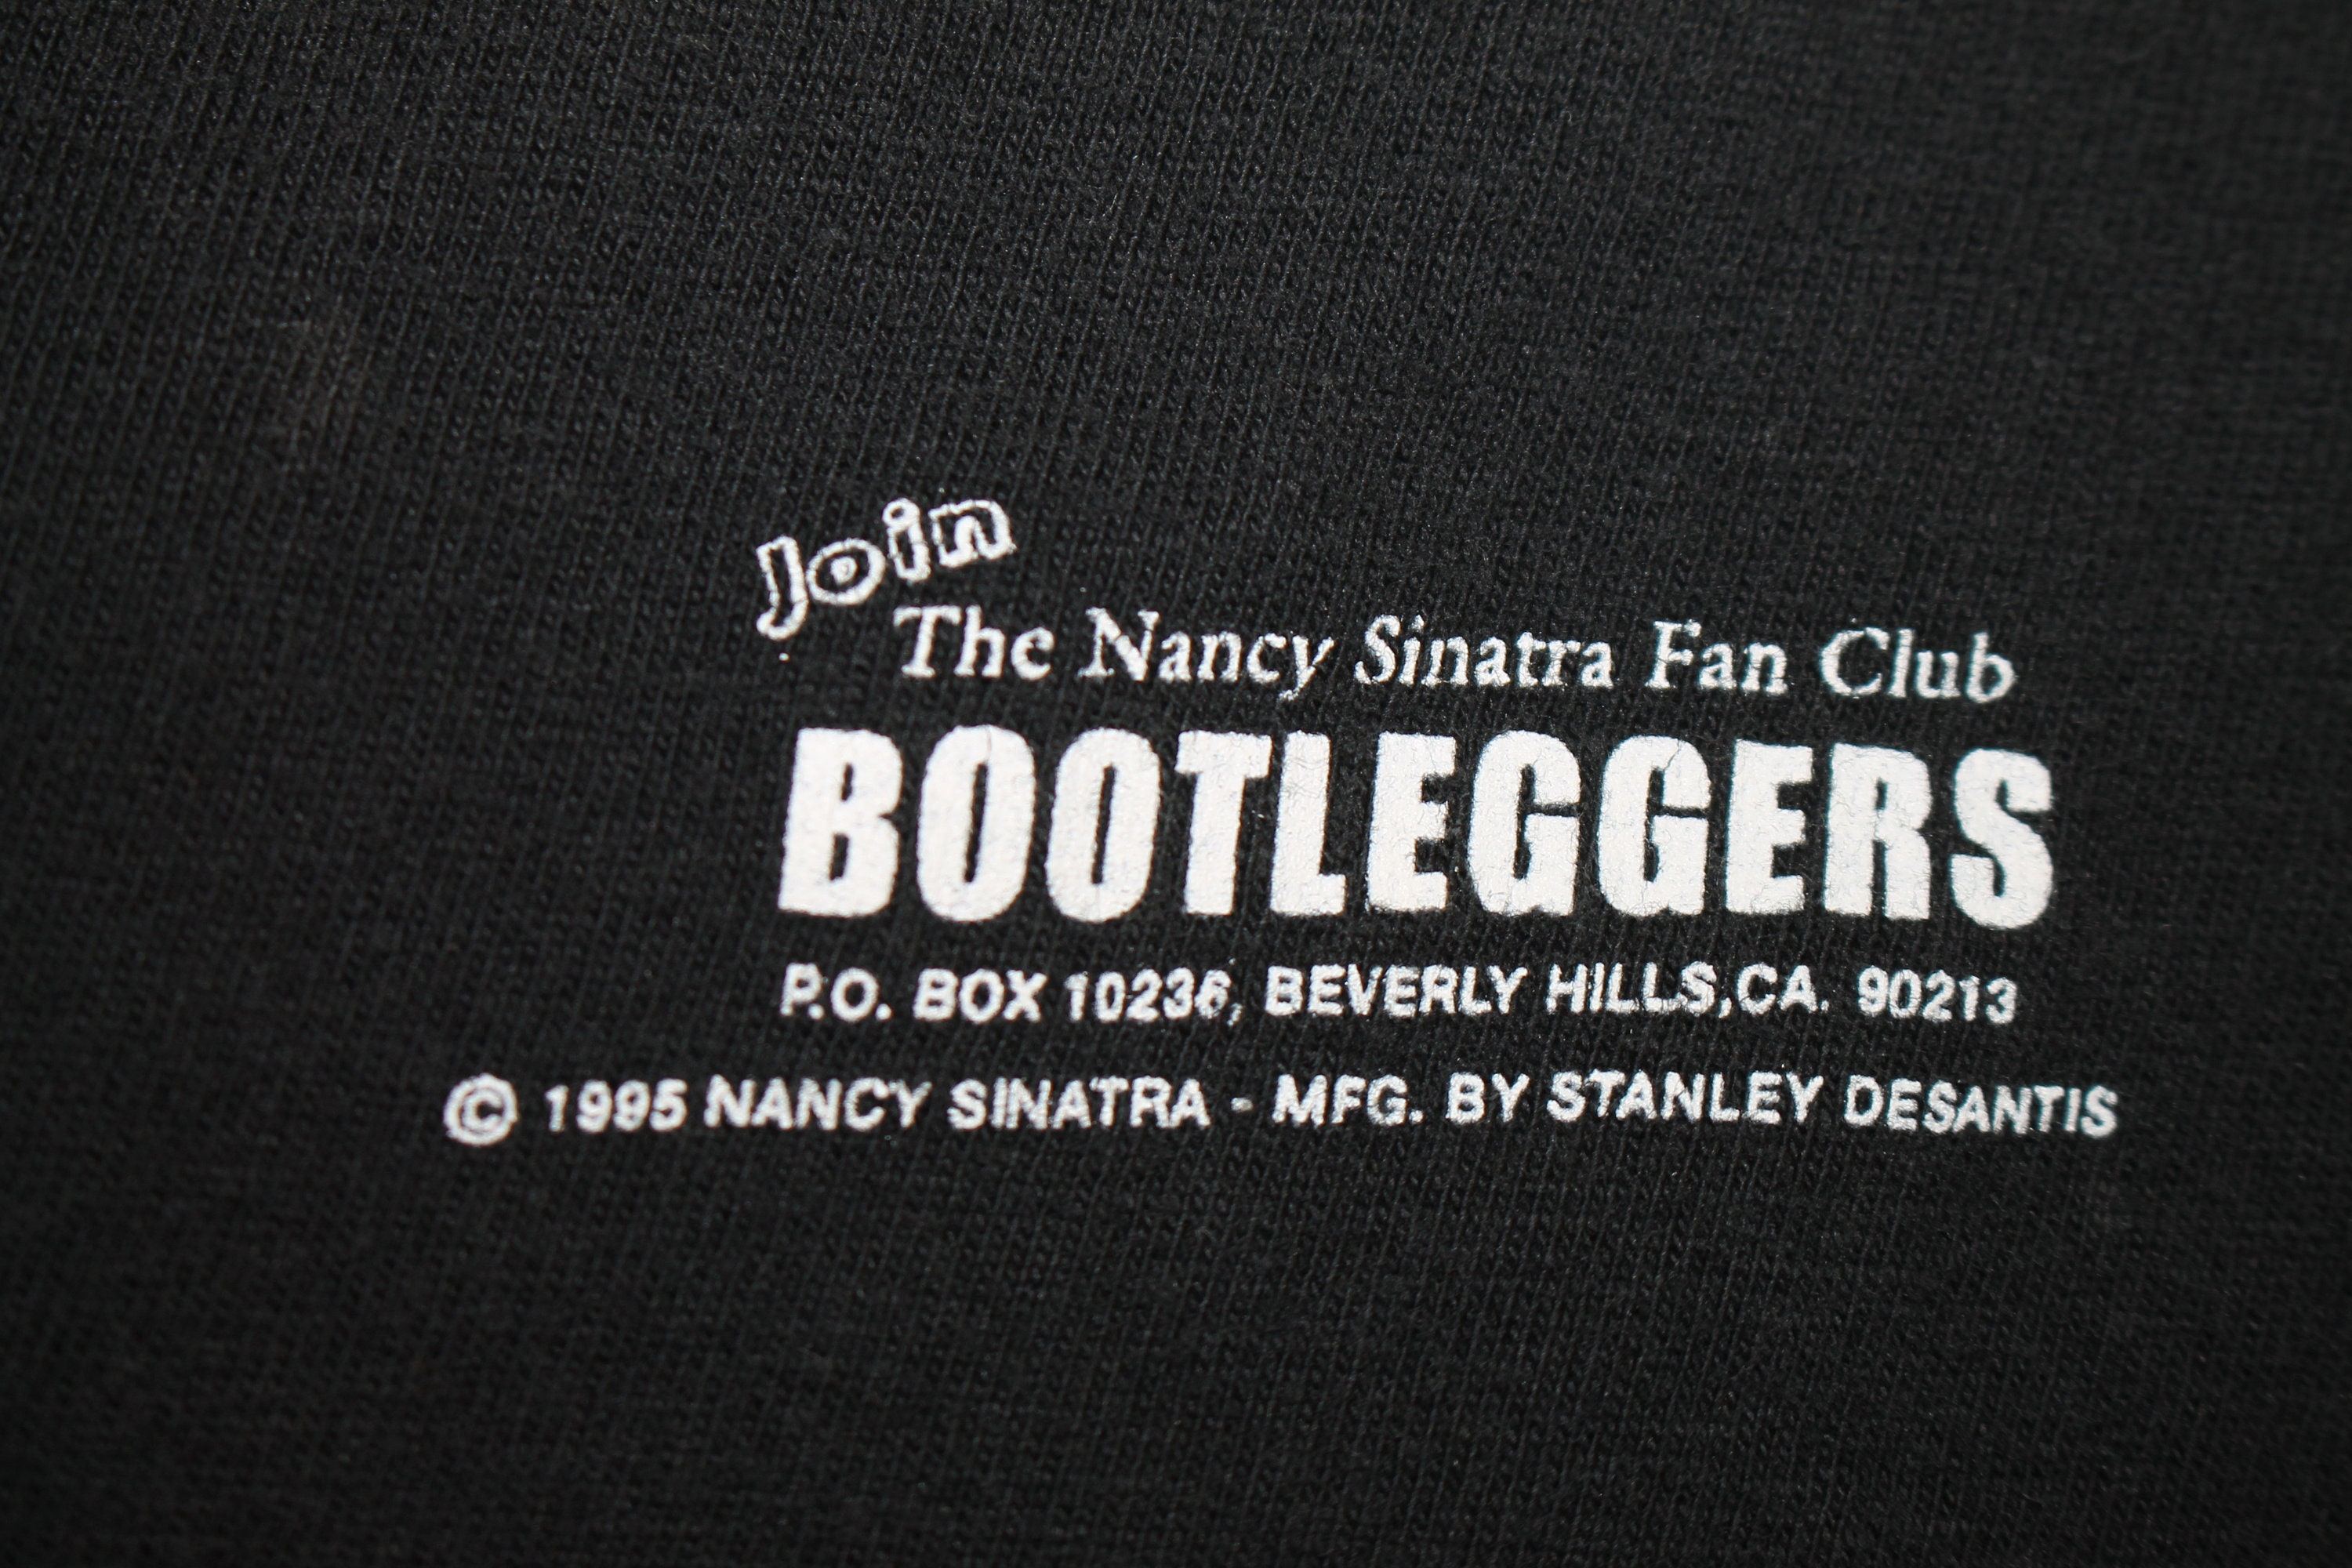 Join
The Nancy Sinatra Fan Club
BOOTLEGGERS
P.O. BOX 10236, BEVERLY HILLS,CA. 90213
© 1995 NANCY SINATRA - MFG. BY STANLEY DESANTIS